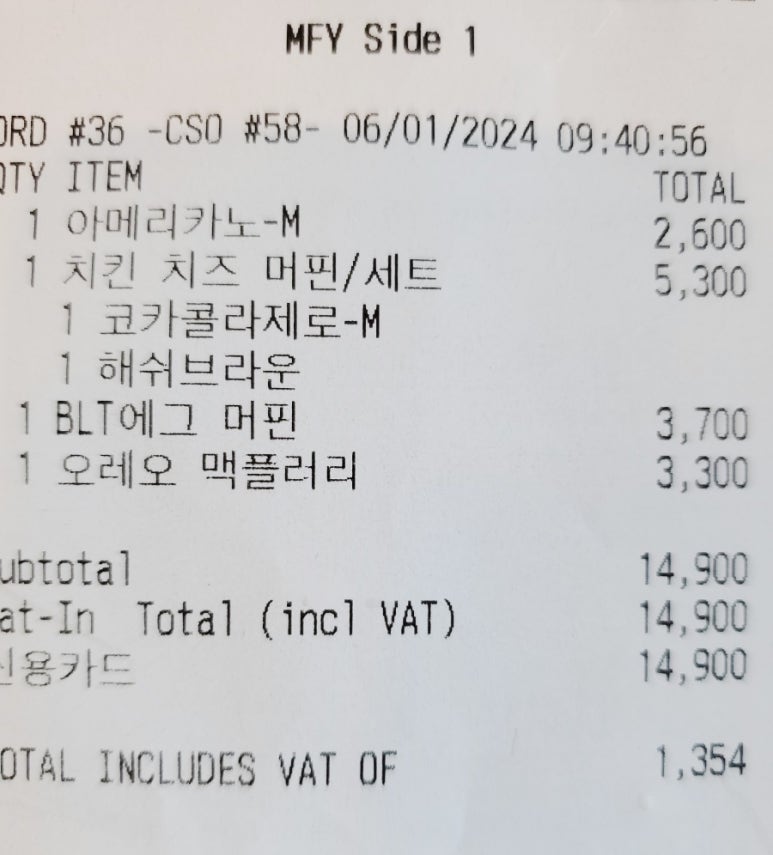 MFY Side 1
ORD #36 -CSO #58- 06/01/2024 09:40:56
QTY ITEM TOTAL
1 아메리카노-M 2,600
1 치킨 치즈 머핀/세트 5,300
1 코카콜라제로-M
1 해쉬브라운
1 BLT에그 머핀 3,700
1 오레오 맥플러리 3,300
ubtotal 14,900
at-In Total (incl VAT) 14,900
신용카드 14,900
OTAL INCLUDES VAT OF 1,354